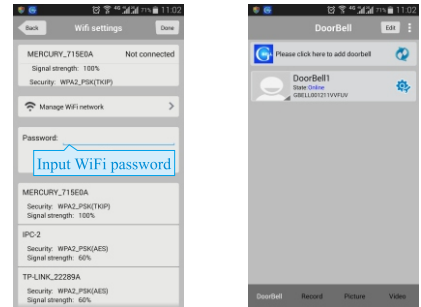 11:02
Back
Wifi settings
Done
MERCURY_715E0A Not connected
Signal strength: 100%
Security: WPA2_PSK(TKIP)
Manage WiFi network
Password:
Input WiFi password
MERCURY_715E0A
Security: WPA2_PSK(TKIP)
Signal strength: 100%
IPC-2
Security: WPA2_PSK(AES)
Signal strength: 60%
TP-LINK_22289A
Security: WPA2_PSK(AES)
Signal strength: 60%
71% 11:02
DoorBell
Edit
Please click here to add doorbell
DoorBell1
State:Online
GBELL001211VVFUV
DoorBell Record Picture Video